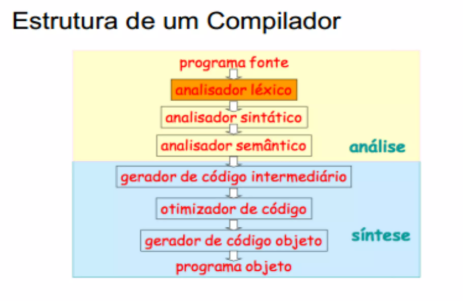 Estrutura de um Compilador
programa fonte
analisador léxico
analisador sintático
analisador semântico
análise
gerador de código intermediário
otimizador de código
gerador de código objeto
síntese
programa objeto